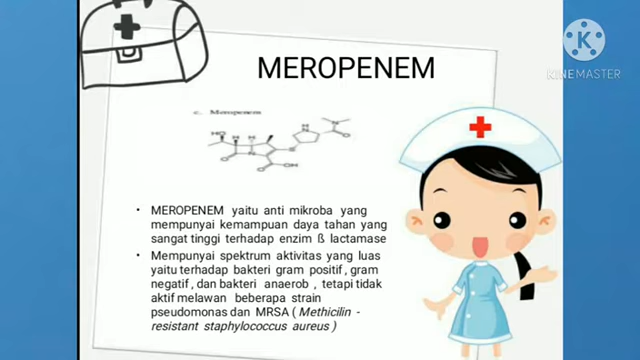 KINEMASTER
MEROPENEM
c. Meropenem
• MEROPENEM yaitu anti mikroba yang
mempunyai kemampuan daya tahan yang
sangat tinggi terhadap enzim ß lactamase
• Mempunyai spektrum aktivitas yang luas
yaitu terhadap bakteri gram positif, gram
negatif, dan bakteri anaerob , tetapi tidak
aktif melawan beberapa strain
pseudomonas dan MRSA ( Methicilin -
resistant staphylococcus aureus )